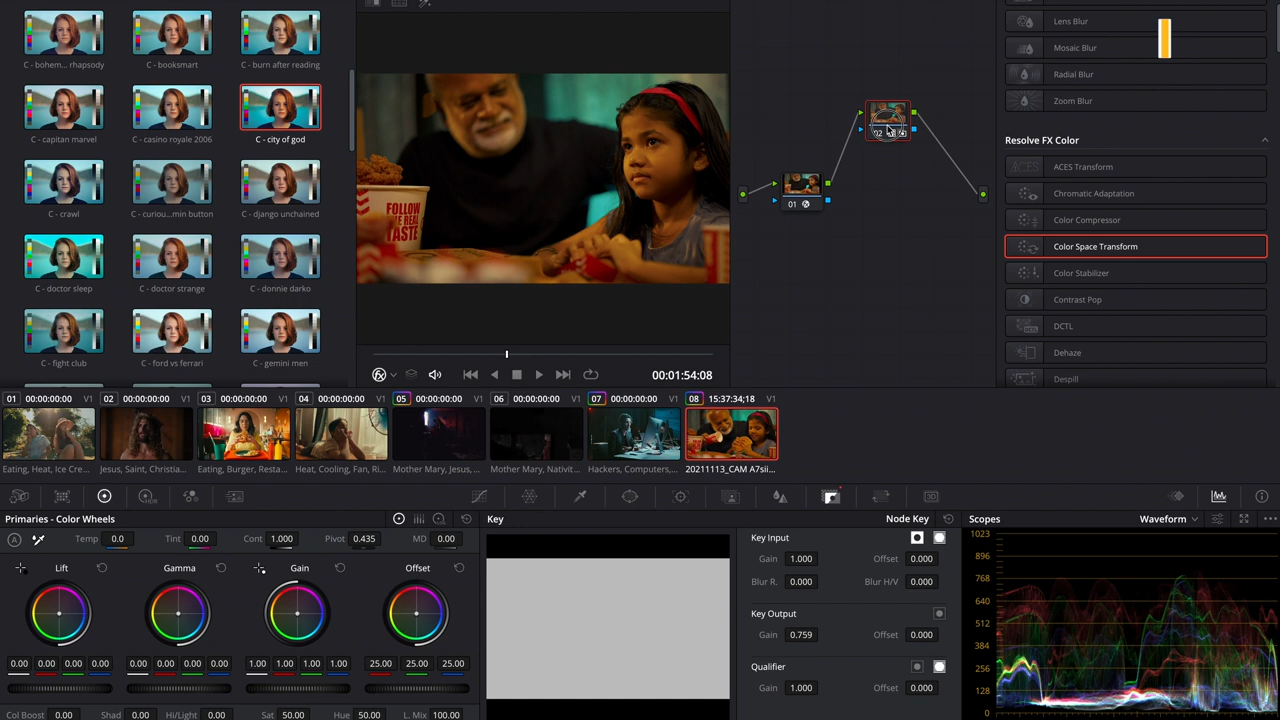 C - bohem... rhapsody
C - booksmart
C - burn after reading
C - capitan marvel
C - casino royale 2006
C - city of god
C - crawl
C - curiou...min button
C - django unchained
C - doctor sleep
C - doctor strange
C - donnie darko
C - fight club
C - ford vs ferrari
C - gemini men
FOLLOW
THE REAL
TASTE
00:01:54:08
01
02
Lens Blur
Mosaic Blur
Radial Blur
Zoom Blur
Resolve FX Color
ACES Transform
Chromatic Adaptation
Color Compressor
Color Space Transform
Color Stabilizer
Contrast Pop
DCTL
Dehaze
Despill
01 00:00:00:00 V1
02 00:00:00:00 V1
03 00:00:00:00 V1
04 00:00:00:00 V1
05 00:00:00:00 V1
06 00:00:00:00 V1
07 00:00:00:00 V1
08 15:37:34;18 V1
Eating, Heat, Ice Cre...
Jesus, Saint, Christia...
Eating, Burger, Resta...
Heat, Cooling, Fan, Ri...
Mother Mary, Jesus, ...
Mother Mary, Nativit...
Hackers, Computers,...
20211113_CAM A7sii...
Primaries - Color Wheels
Temp 0.0 Tint 0.00 Cont 1.000 Pivot 0.435 MD 0.00
Lift Gamma Gain Offset
0.00 0.00 0.00 0.00 0.00 0.00 0.00 0.00 1.00 1.00 1.00 1.00 25.00 25.00 25.00
Col Boost 0.00 Shad 0.00 Hi/Light 0.00 Sat 50.00 Hue 50.00 L. Mix 100.00
Key
Node Key
Key Input
Gain 1.000 Offset 0.000
Blur R. 0.000 Blur H/V 0.000
Key Output
Gain 0.759 Offset 0.000
Qualifier
Gain 1.000 Offset 0.000
Scopes
Waveform
1023
896
768
640
512
384
256
128
0